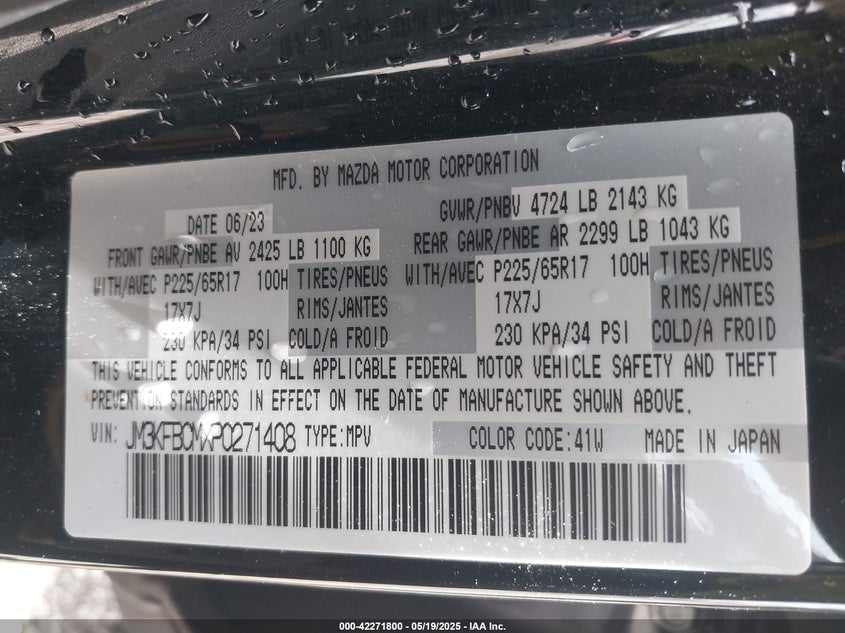 MFD. BY MAZDA MOTOR CORPORATION
DATE 06/23
GVWR/PNBV 4724 LB 2143 KG
FRONT GAWR/PNBE AV 2425 LB 1100 KG
REAR GAWR/PNBE AR 2299 LB 1043 KG
WITH/AVEC P225/65R17 100H TIRES/PNEUS
WITH/AVEC P225/65R17 100H TIRES/PNEUS
17X7J RIMS/JANTES
17X7J RIMS/JANTES
230 KPA/34 PSI COLD/A FROID
230 KPA/34 PSI COLD/A FROID
THIS VEHICLE CONFORMS TO ALL APPLICABLE FEDERAL MOTOR VEHICLE SAFETY AND THEFT
PREVENTION STANDARDS IN EFFECT ON THE DATE OF MANUFACTURE SHOWN ABOVE.
VIN: JM3KFBCMXP0271408 TYPE:MPV COLOR CODE:41W MADE IN JAPAN
000-42271800 - 05/19/2025 - IAA Inc.